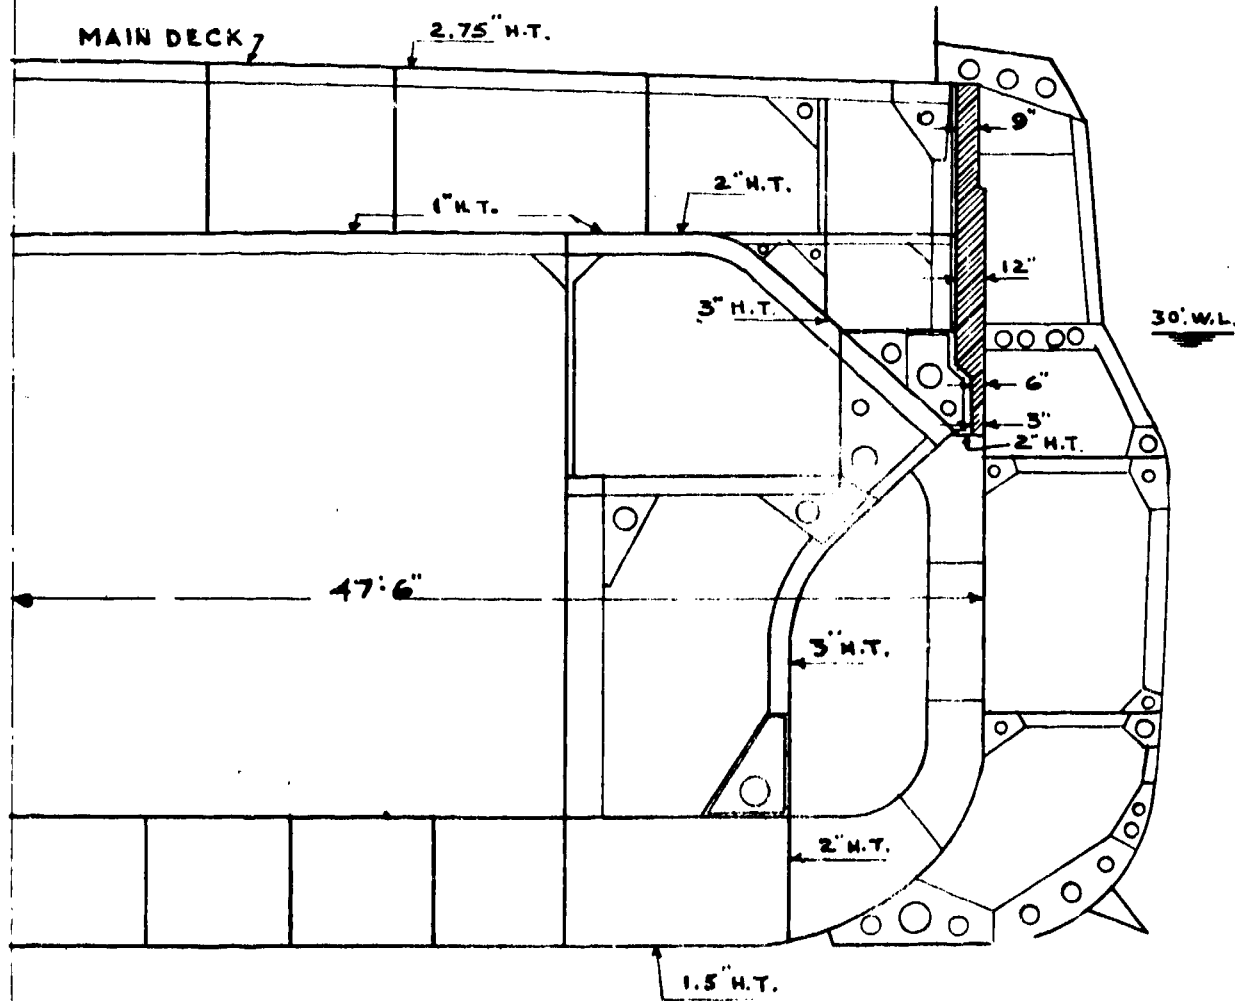 MAIN DECK
2.75" H.T.
9"
2" H.T.
1" H.T.
12"
3" H.T.
30'. W.L.
6"
3"
2" H.T.
47'. 6"
3" H.T.
2" H.T.
1.5" H.T.